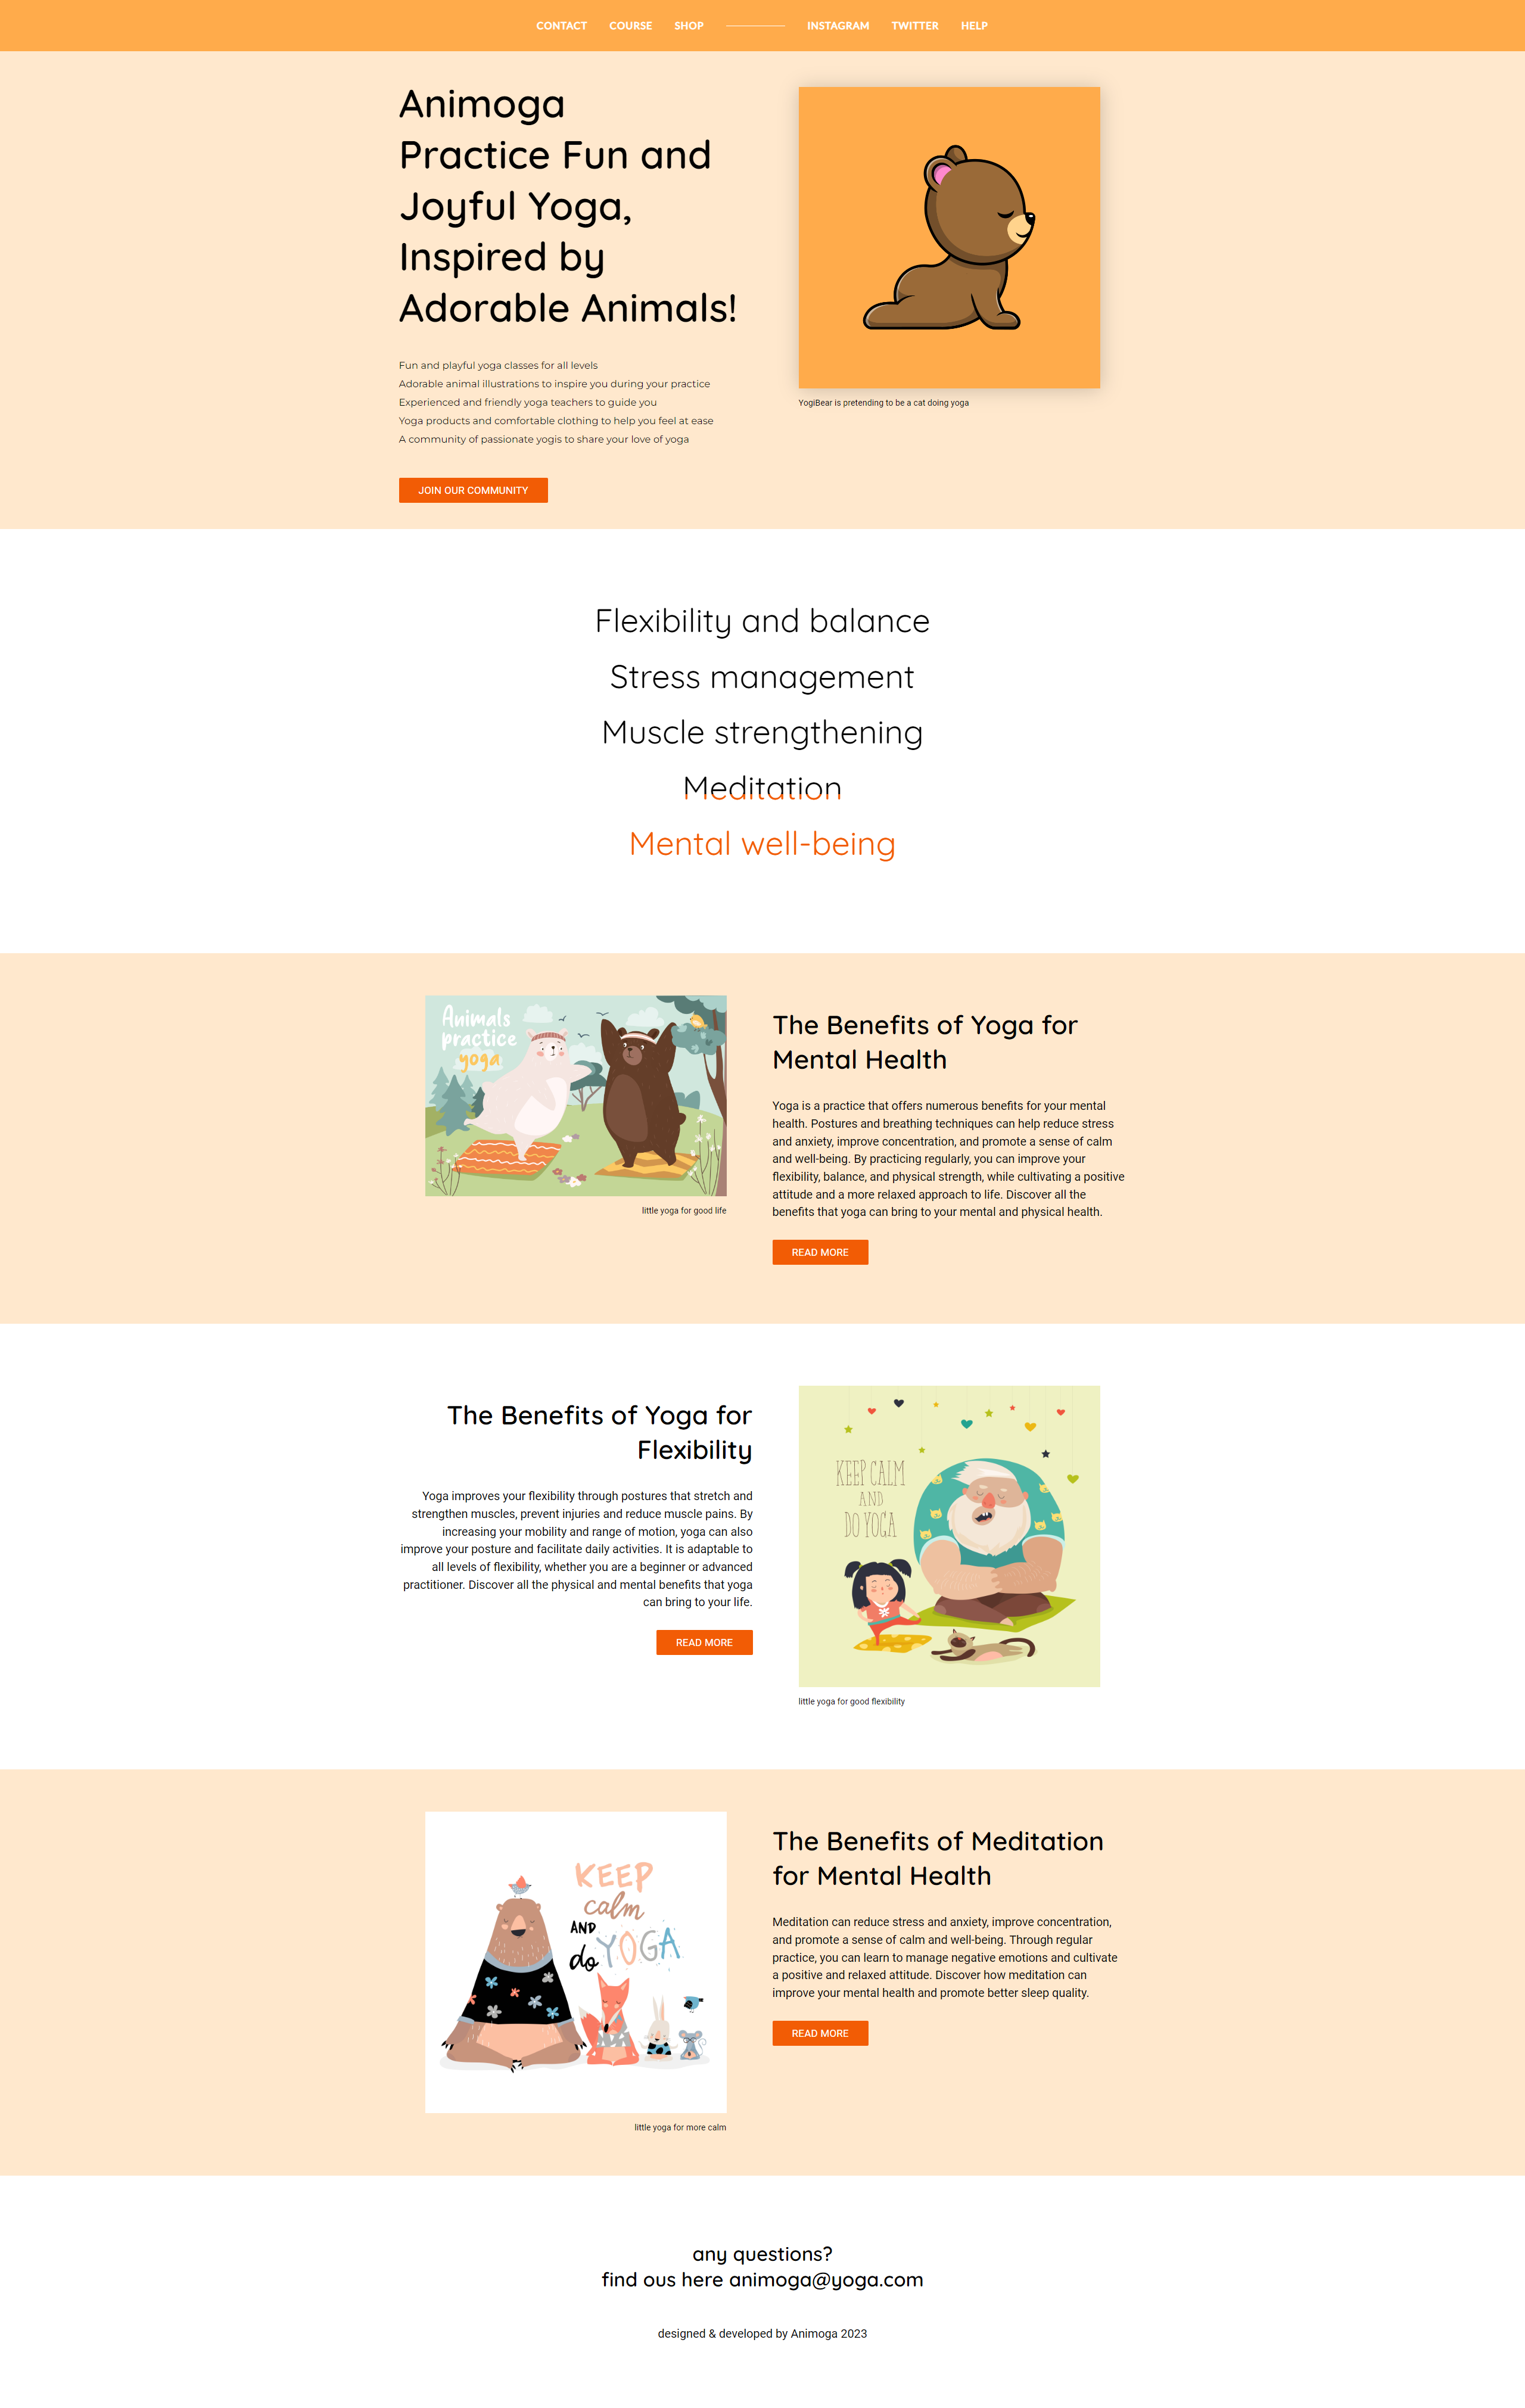 CONTACT COURSE SHOP INSTAGRAM TWITTER HELP
Animoga
Practice Fun and
Joyful Yoga,
Inspired by
Adorable Animals!
Fun and playful yoga classes for all levels
Adorable animal illustrations to inspire you during your practice
Experienced and friendly yoga teachers to guide you
Yoga products and comfortable clothing to help you feel at ease
A community of passionate yogis to share your love of yoga
JOIN OUR COMMUNITY
YogiBear is pretending to be a cat doing yoga
Flexibility and balance
Stress management
Muscle strengthening
Meditation
Mental well-being
Animals
practice
yoga
little yoga for good life
The Benefits of Yoga for
Mental Health
Yoga is a practice that offers numerous benefits for your mental
health. Postures and breathing techniques can help reduce stress
and anxiety, improve concentration, and promote a sense of calm
and well-being. By practicing regularly, you can improve your
flexibility, balance, and physical strength, while cultivating a positive
attitude and a more relaxed approach to life. Discover all the
benefits that yoga can bring to your mental and physical health.
READ MORE
The Benefits of Yoga for
Flexibility
Yoga improves your flexibility through postures that stretch and
strengthen muscles, prevent injuries and reduce muscle pains. By
increasing your mobility and range of motion, yoga can also
improve your posture and facilitate daily activities. It is adaptable to
all levels of flexibility, whether you are a beginner or advanced
practitioner. Discover all the physical and mental benefits that yoga
can bring to your life.
READ MORE
KEEP CALM
AND
DO YOGA
little yoga for good flexibility
KEEP
calm
AND
do YOGA
little yoga for more calm
The Benefits of Meditation
for Mental Health
Meditation can reduce stress and anxiety, improve concentration,
and promote a sense of calm and well-being. Through regular
practice, you can learn to manage negative emotions and cultivate
a positive and relaxed attitude. Discover how meditation can
improve your mental health and promote better sleep quality.
READ MORE
any questions?
find ous here animoga@yoga.com
designed & developed by Animoga 2023